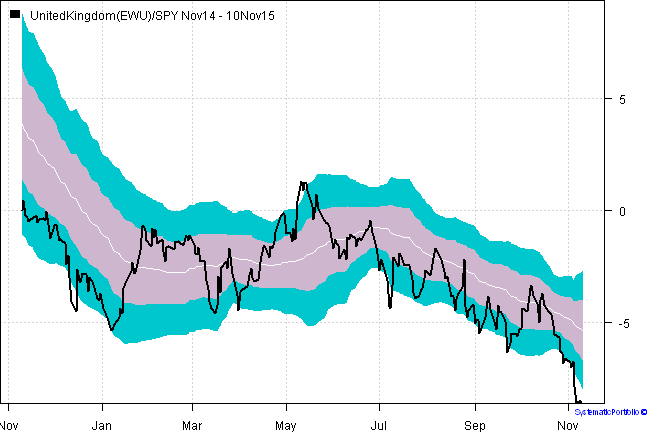 UnitedKingdom(EWU)/SPY Nov14 - 10Nov15
5
0
-5
Nov Jan Mar May Jul Sep Nov
SystematicPortfolio ©